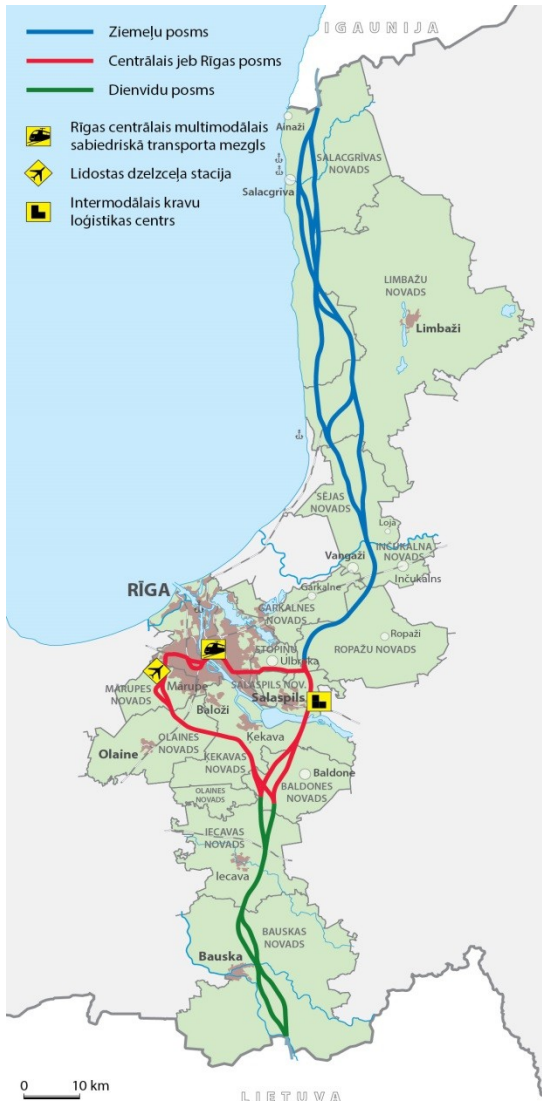 IGAUNIJA
Ziemeļu posms
Centrālais jeb Rīgas posms
Dienvidu posms
Rīgas centrālais multimodālais
sabiedriskā transporta mezgls
Lidostas dzelzceļa stacija
Intermodālais kravu
loģistikas centrs
Ainaži
SALACGRĪVAS
NOVADS
Salacgrīva
LIMBAŽU
NOVADS
Limbaži
SĒJAS
NOVADS
Loja
INČUKALNA
NOVADS
Vangaži
Inčukalns
RĪGA
Garkalne
GARKALNES
NOVADS
Ropaži
ROPAŽU NOVADS
STOPIŅU
Ulbroka
MĀRUPES
NOVADS
Mārupe
SALASPILS NOV.
Salaspils
Baloži
Olaine
OLAINES
NOVADS
Ķekava
ĶEKAVAS
NOVADS
Baldone
BALDONES
NOVADS
OLAINES
NOVADS
IECAVAS
NOVADS
Iecava
BAUSKAS
NOVADS
Bauska
0 10 km
LIETUVA